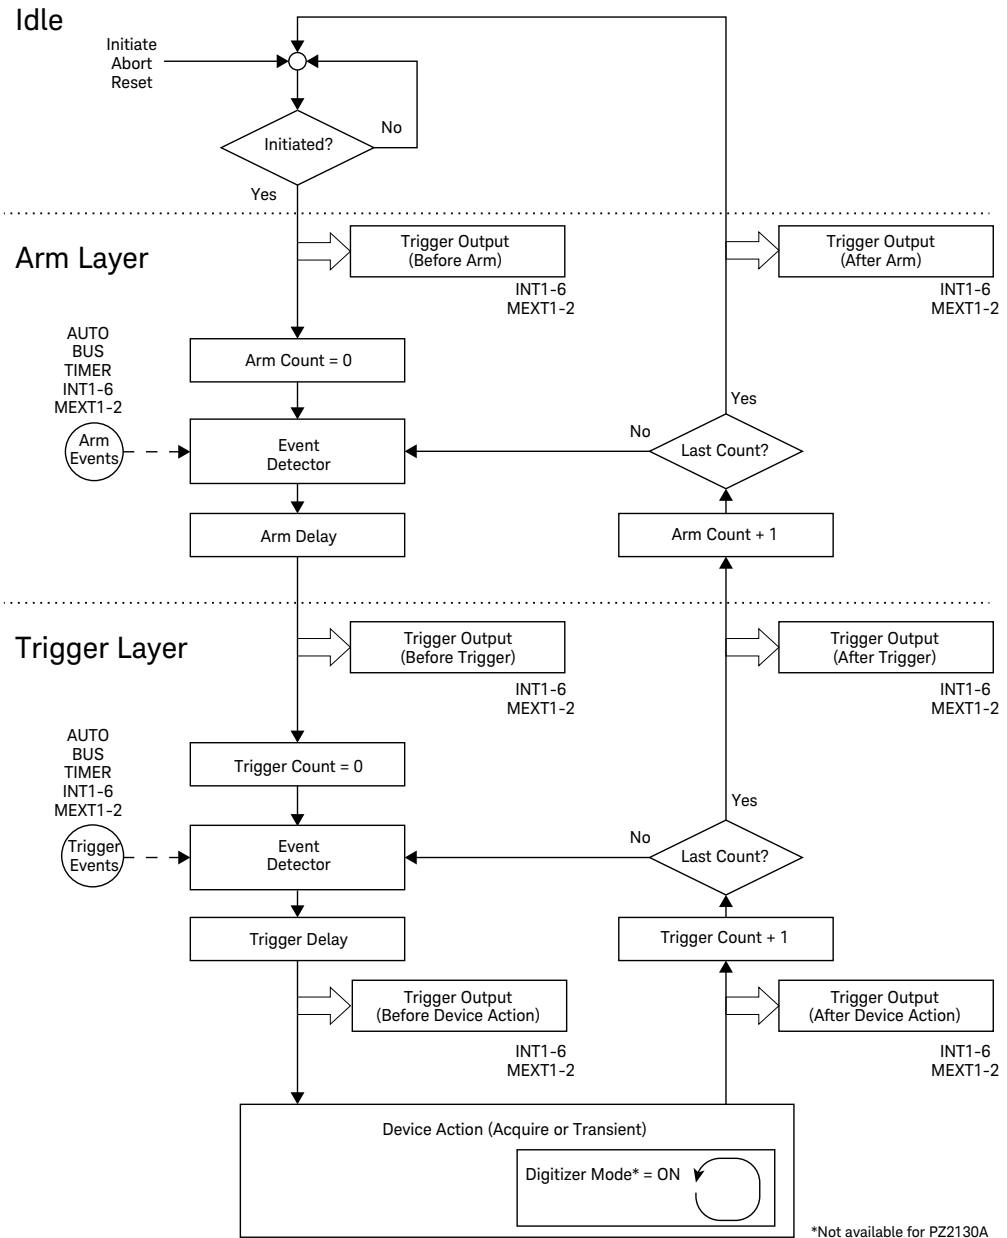 Idle
Initiate
Abort
Reset
Initiated?
No
Yes
Arm Layer
Trigger Output
(Before Arm)
INT1-6
MEXT1-2
Trigger Output
(After Arm)
INT1-6
MEXT1-2
AUTO
BUS
TIMER
INT1-6
MEXT1-2
Arm
Events
Arm Count = 0
Event
Detector
Arm Delay
Yes
No
Last Count?
Arm Count + 1
Trigger Layer
Trigger Output
(Before Trigger)
INT1-6
MEXT1-2
Trigger Output
(After Trigger)
INT1-6
MEXT1-2
AUTO
BUS
TIMER
INT1-6
MEXT1-2
Trigger
Events
Trigger Count = 0
Event
Detector
Trigger Delay
Yes
No
Last Count?
Trigger Count + 1
Trigger Output
(Before Device Action)
INT1-6
MEXT1-2
Trigger Output
(After Device Action)
INT1-6
MEXT1-2
Device Action (Acquire or Transient)
Digitizer Mode* = ON
*Not available for PZ2130A